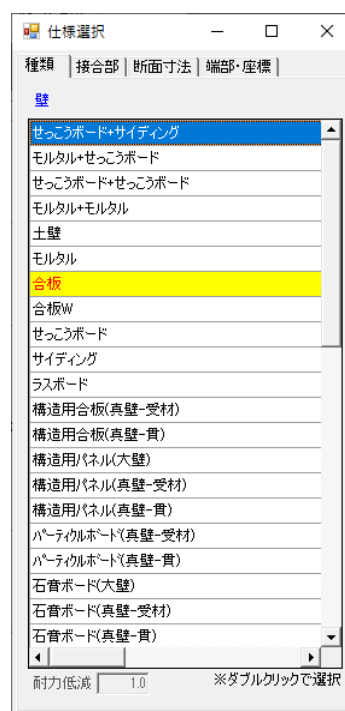 仕様選択
種類 接合部 断面寸法 端部・座標
壁
せっこうボード+サイディング
モルタル+せっこうボード
せっこうボード+せっこうボード
モルタル+モルタル
土壁
モルタル
合板
合板W
せっこうボード
サイディング
ラスボード
構造用合板(真壁-受材)
構造用合板(真壁-貫)
構造用パネル(大壁)
構造用パネル(真壁-受材)
構造用パネル(真壁-貫)
パーティクルボード(真壁-受材)
パーティクルボード(真壁-貫)
石音ボード(大壁)
石音ボード(真壁-受材)
石音ボード(真壁-貫)
耐力低減 1.0 ※ダブルクリックで選択